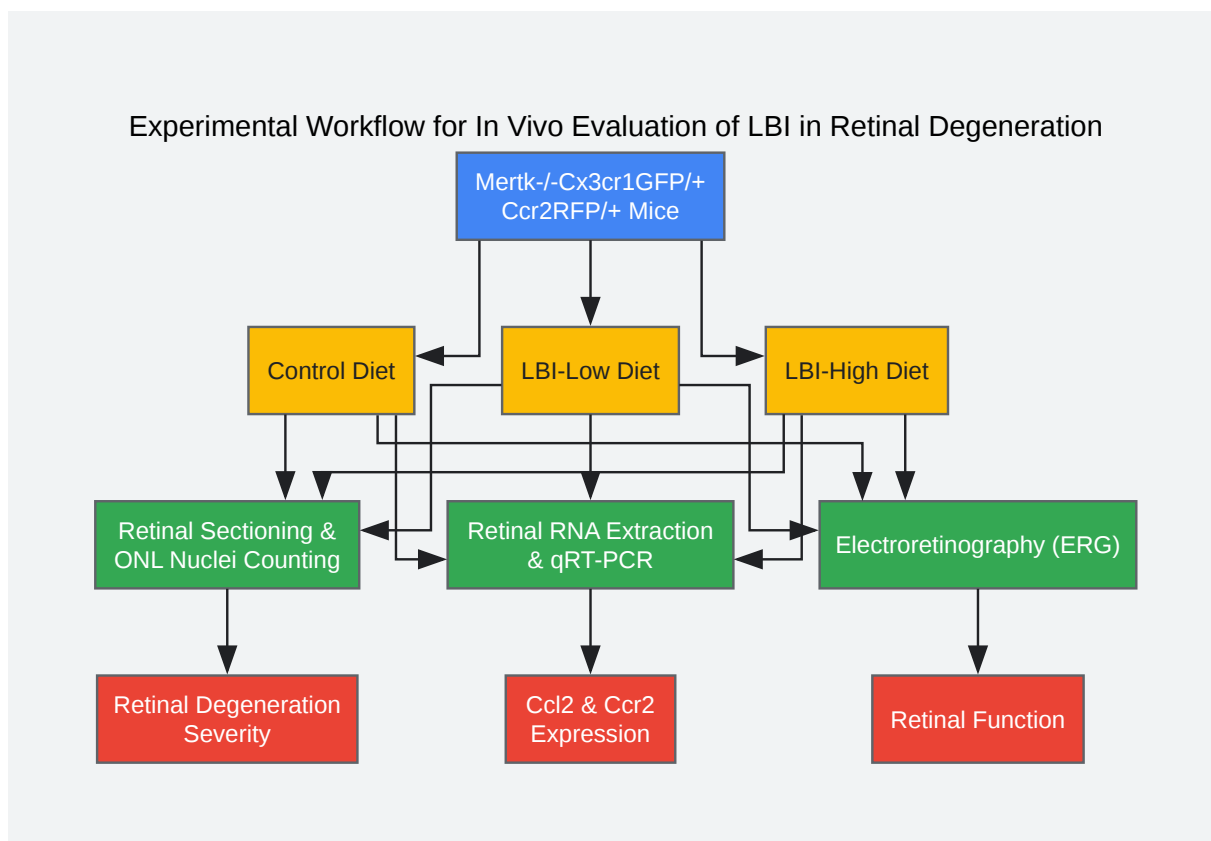 Experimental Workflow for In Vivo Evaluation of LBI in Retinal Degeneration
Mertk-/-Cx3cr1GFP/+
Ccr2RFP/+ Mice
Control Diet
LBI-Low Diet
LBI-High Diet
Retinal Sectioning &
ONL Nuclei Counting
Retinal RNA Extraction
& qRT-PCR
Electroretinography (ERG)
Retinal Degeneration
Severity
Ccl2 & Ccr2
Expression
Retinal Function